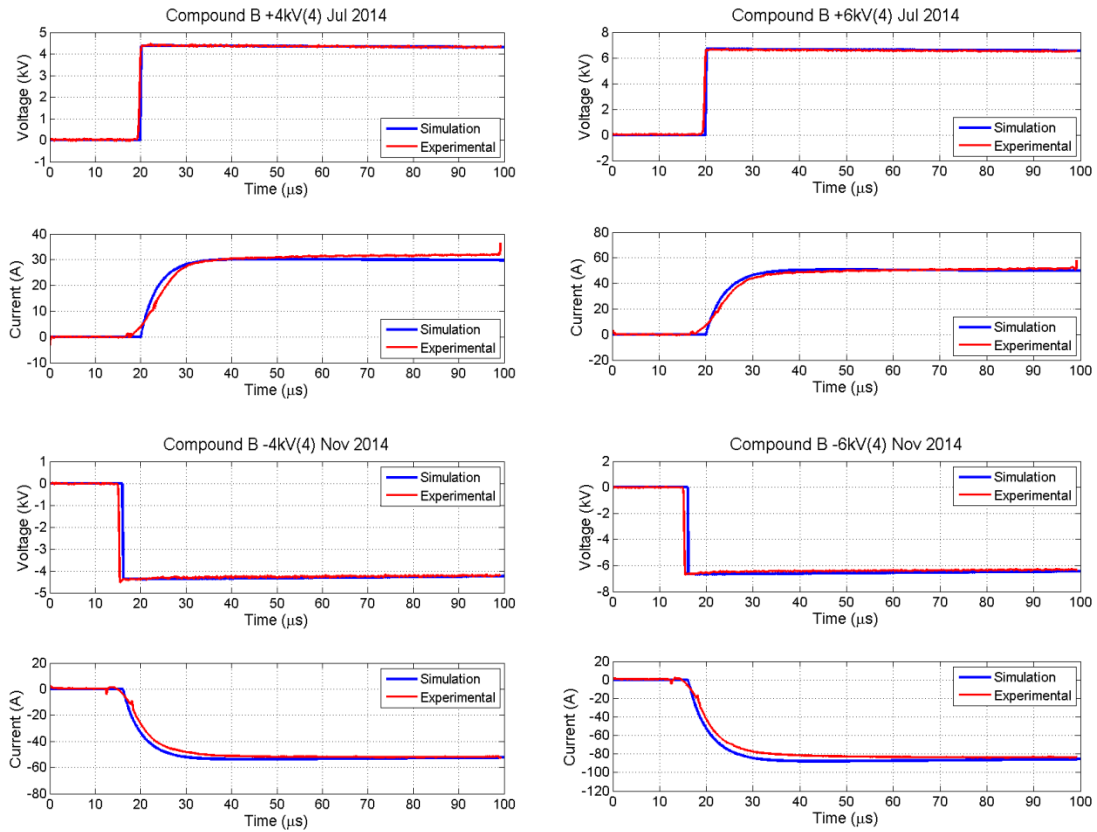 Compound B +4kV(4) Jul 2014
Voltage (kV)
5
4
3
2
1
0
-1
0 10 20 30 40 50 60 70 80 90 100
Time (μs)
Simulation
Experimental
Current (A)
40
30
20
10
0
-10
0 10 20 30 40 50 60 70 80 90 100
Time (μs)
Simulation
Experimental
Compound B +6kV(4) Jul 2014
Voltage (kV)
8
6
4
2
0
-2
0 10 20 30 40 50 60 70 80 90 100
Time (μs)
Simulation
Experimental
Current (A)
80
60
40
20
0
-20
0 10 20 30 40 50 60 70 80 90 100
Time (μs)
Simulation
Experimental
Compound B -4kV(4) Nov 2014
Voltage (kV)
1
0
-1
-2
-3
-4
-5
0 10 20 30 40 50 60 70 80 90 100
Time (μs)
Simulation
Experimental
Current (A)
20
0
-20
-40
-60
-80
0 10 20 30 40 50 60 70 80 90 100
Time (μs)
Simulation
Experimental
Compound B -6kV(4) Nov 2014
Voltage (kV)
2
0
-2
-4
-6
-8
0 10 20 30 40 50 60 70 80 90 100
Time (μs)
Simulation
Experimental
Current (A)
20
0
-20
-40
-60
-80
-100
-120
0 10 20 30 40 50 60 70 80 90 100
Time (μs)
Simulation
Experimental